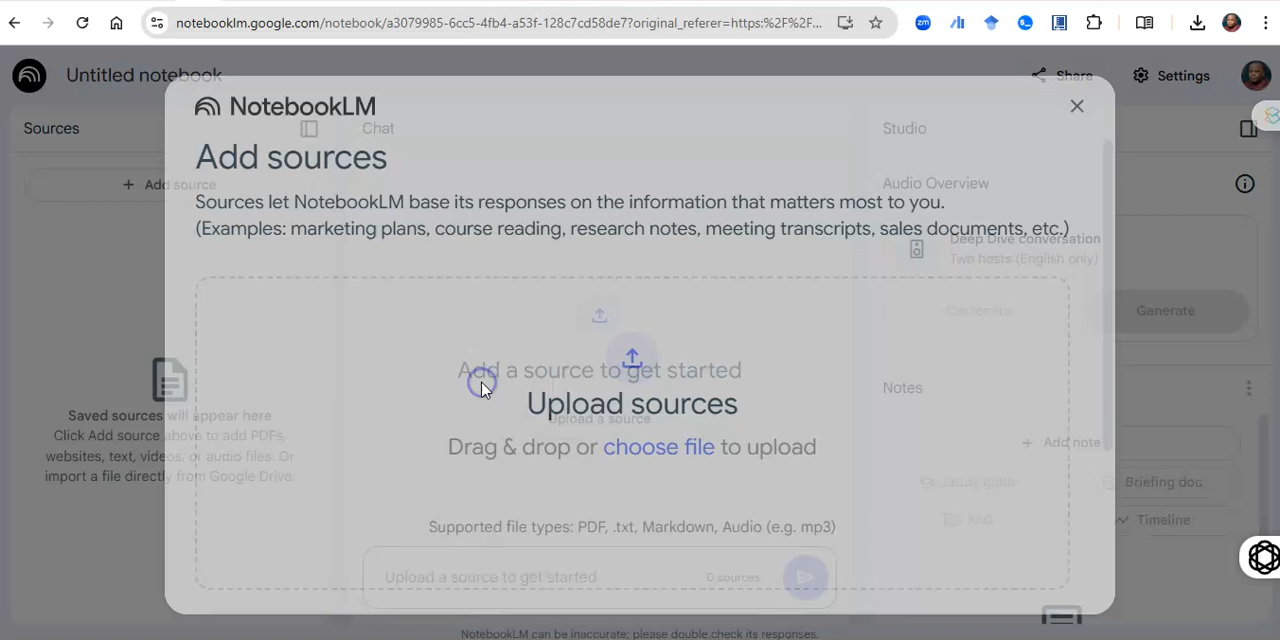 notebooklm.google.com/notebook/a3079985-6cc5-4fb4-a53f-128c7cd58de7?original_referer=https:%2F%2F...
Untitled notebook
Share
Settings
NotebookLM
Sources
Chat
Studio
Add sources
Add source
Audio Overview
Sources let NotebookLM base its responses on the information that matters most to you.
(Examples: marketing plans, course reading, research notes, meeting transcripts, sales documents, etc.)
Deep Dive conversation
Two hosts (English only)
Customize
Generate
Add a source to get started
Notes
Upload sources
Upload a source
Saved sources will appear here
Click Add source above to add PDFs,
websites, text, videos, or audio files. Or
import a file directly from Google Drive.
Drag & drop or choose file to upload
Add note
Study guide
Briefing doc
FAQ
Timeline
Supported file types: PDF, .txt, Markdown, Audio (e.g. mp3)
Upload a source to get started
0 sources
NotebookLM can be inaccurate; please double check its responses.